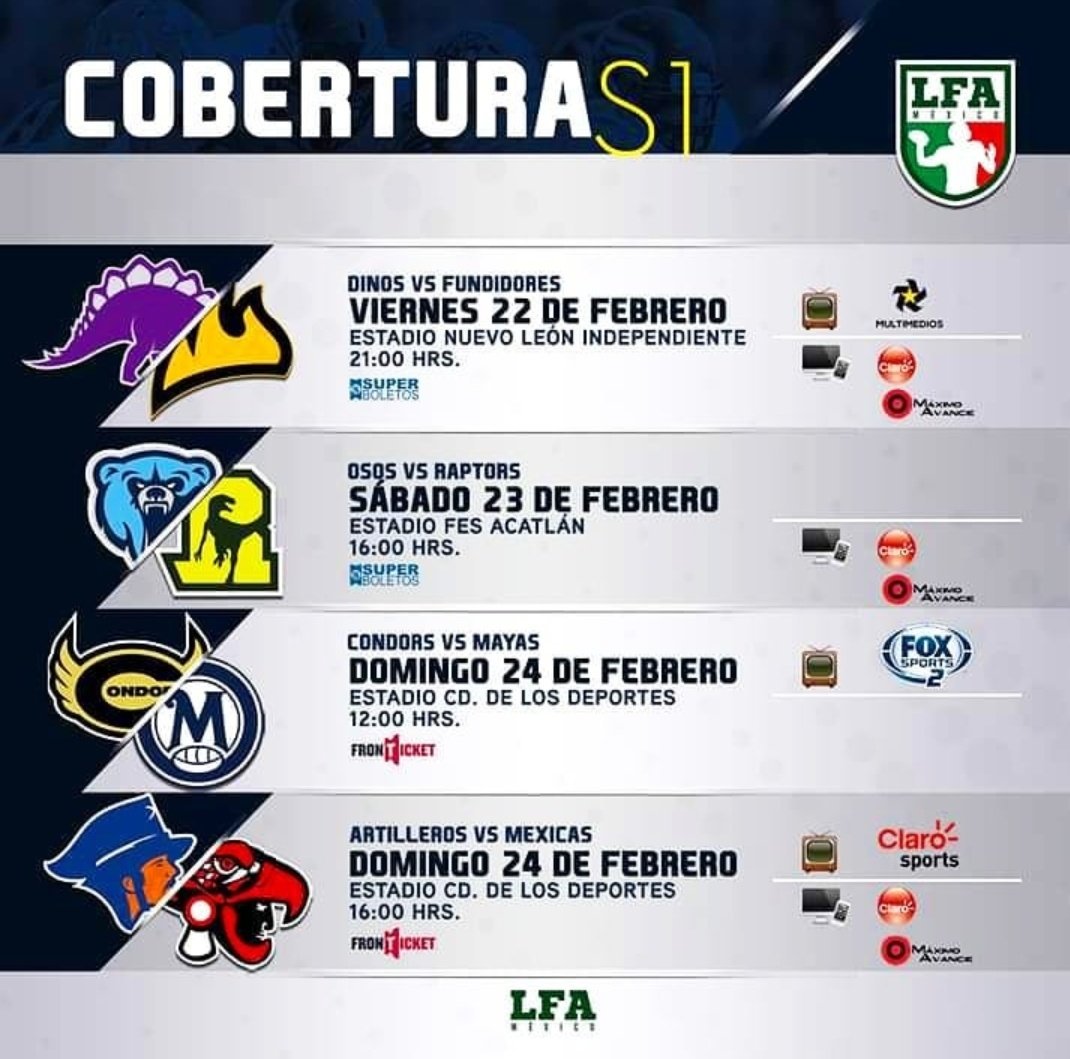 COBERTURA S1
LFA
MÉXICO
DINOS VS FUNDIDORES
VIERNES 22 DE FEBRERO
ESTADIO NUEVO LEÓN INDEPENDIENTE
21:00 HRS.
SUPER
BOLETOS
MULTIMEDIOS
Claro-
MÁXIMO
AVANCE
OSOS VS RAPTORS
SÁBADO 23 DE FEBRERO
ESTADIO FES ACATLÁN
16:00 HRS.
SUPER
BOLETOS
R
Claro-
MÁXIMO
AVANCE
CONDORS VS MAYAS
DOMINGO 24 DE FEBRERO
ESTADIO CD. DE LOS DEPORTES
12:00 HRS.
FRONTICKET
CONDO
M
FOX
SPORTS
2
ARTILLEROS VS MEXICAS
DOMINGO 24 DE FEBRERO
ESTADIO CD. DE LOS DEPORTES
16:00 HRS.
FRONTICKET
Claro-
sports
Claro-
MÁXIMO
AVANCE
LFA
MÉXICO